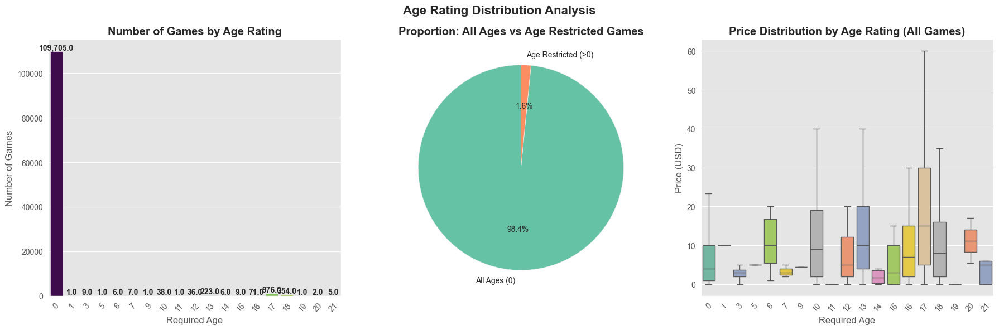 Age Rating Distribution Analysis
Number of Games by Age Rating
Number of Games
100000
80000
60000
40000
20000
0
109,705.0
1.0
9.0
1.0
6.0
7.0
1.0
38.0
1.0
36.0
223.0
6.0
9.0
71.0
976.0
354.0
1.0
2.0
5.0
0 1 3 5 6 7 9 10 11 12 13 14 15 16 17 18 19 20 21
Required Age
Proportion: All Ages vs Age Restricted Games
Age Restricted (>0)
1.6%
98.4%
All Ages (0)
Price Distribution by Age Rating (All Games)
Price (USD)
60
50
40
30
20
10
0
0 1 3 5 6 7 9 10 11 12 13 14 15 16 17 18 19 20 21
Required Age